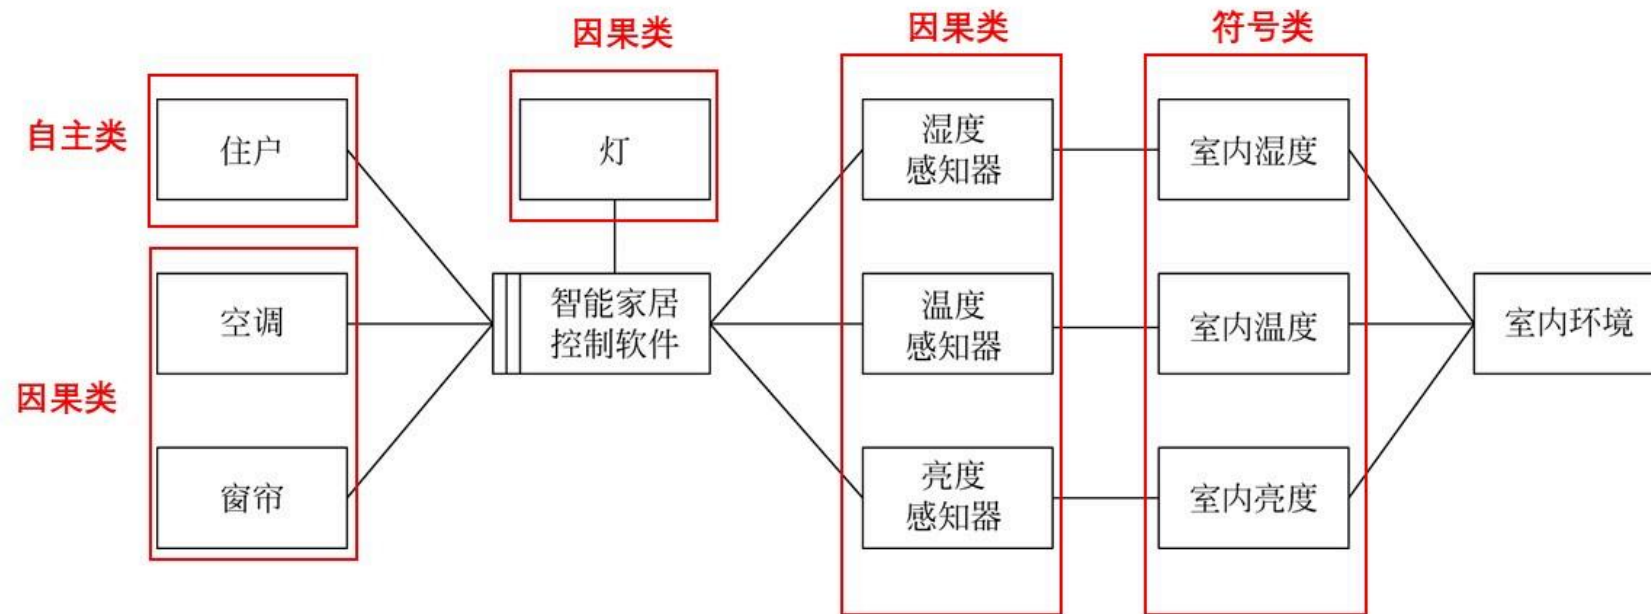 因果类
因果类
符号类
自主类
住户
灯
湿度
感知器
室内湿度
因果类
空调
智能家居
控制软件
温度
感知器
室内温度
室内环境
窗帘
亮度
感知器
室内亮度